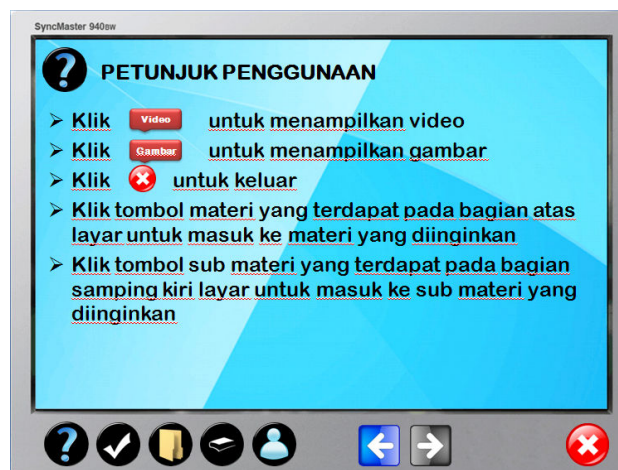 SyncMaster 940BW
? PETUNJUK PENGGUNAAN
➢ Klik Video untuk menampilkan video
➢ Klik Gambar untuk menampilkan gambar
➢ Klik untuk keluar
➢ Klik tombol materi yang terdapat pada bagian atas
layar untuk masuk ke materi yang diinginkan
➢ Klik tombol sub materi yang terdapat pada bagian
samping kiri layar untuk masuk ke sub materi yang
diinginkan
?